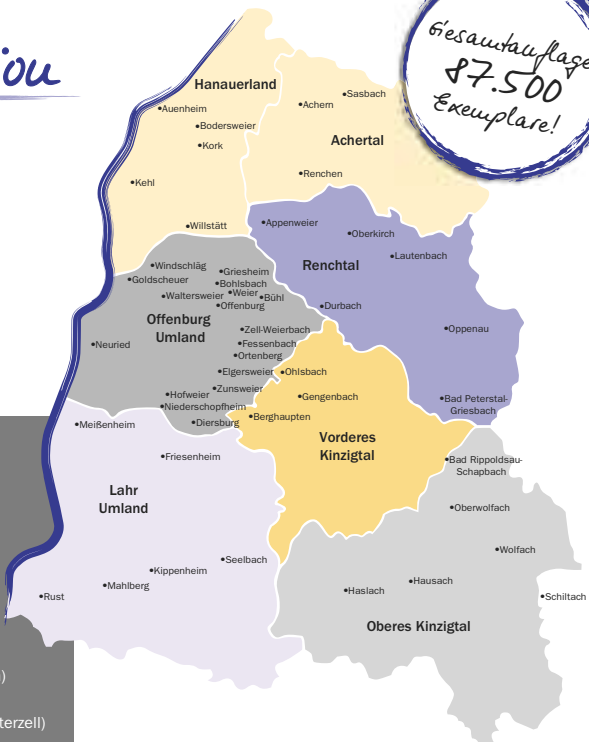 Gesamtauflage
87.500
Exemplare!
Hanauerland
•Sasbach
•Achern
•Auenheim
•Bodersweier
Achertal
•Kork
•Renchen
•Kehl
•Appenweier
•Willstätt
•Oberkirch
•Lautenbach
Renchtal
•Windschläg
•Griesheim
•Goldscheuer
•Bohlsbach
•Weier
•Bühl
•Waltersweier
•Offenburg
•Durbach
Offenburg
Umland
•Zell-Weierbach
•Oppenau
•Neuried
•Fessenbach
•Ortenberg
•Elgersweier
•Ohlsbach
•Zunsweier
•Hofweier
•Gengenbach
•Bad Peterstal-
Griesbach
•Niederschopfheim
•Berghaupten
•Diersburg
•Meißenheim
Vorderes
Kinzigtal
•Friesenheim
•Bad Rippoldsau-
Schapbach
Lahr
Umland
•Oberwolfach
•Wolfach
•Seelbach
•Kippenheim
•Hausach
•Mahlberg
•Haslach
•Rust
•Schiltach
Oberes Kinzigtal
terzell)